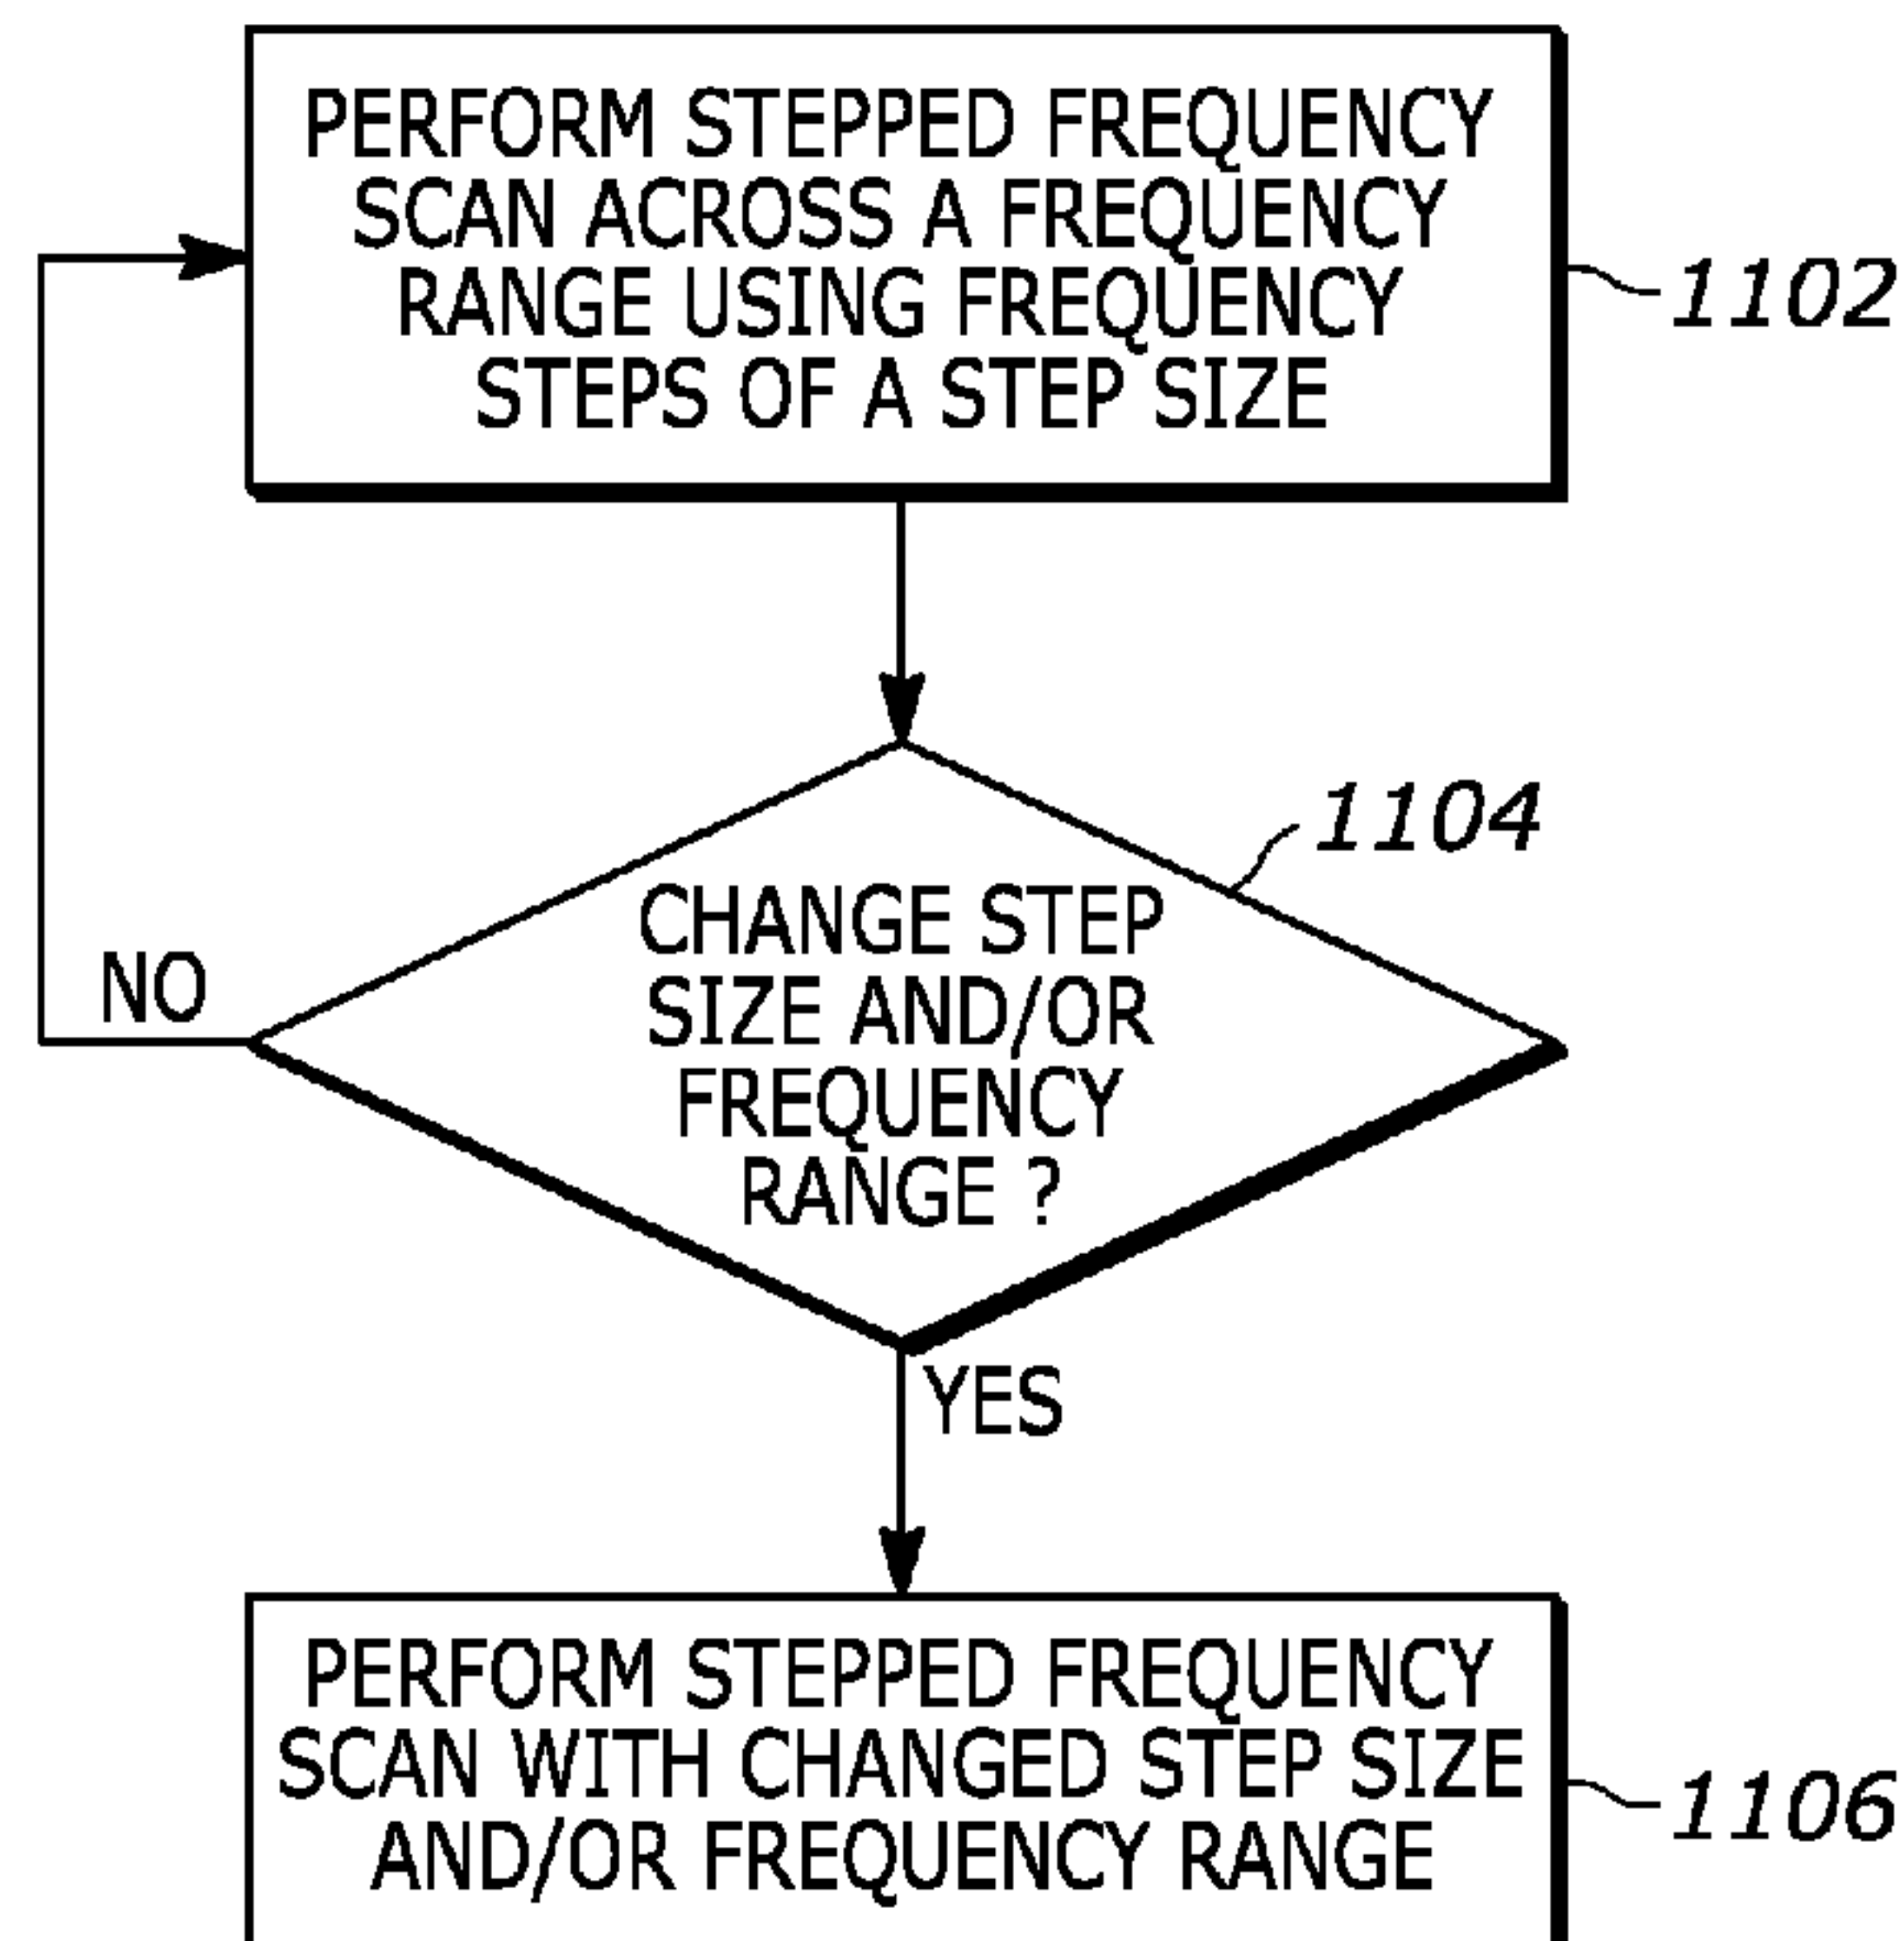 PERFORM STEPPED FREQUENCY
SCAN ACROSS A FREQUENCY
RANGE USING FREQUENCY
STEPS OF A STEP SIZE
1102
1104
CHANGE STEP
SIZE AND/OR
FREQUENCY
RANGE ?
NO
YES
PERFORM STEPPED FREQUENCY
SCAN WITH CHANGED STEP SIZE
AND/OR FREQUENCY RANGE
1106